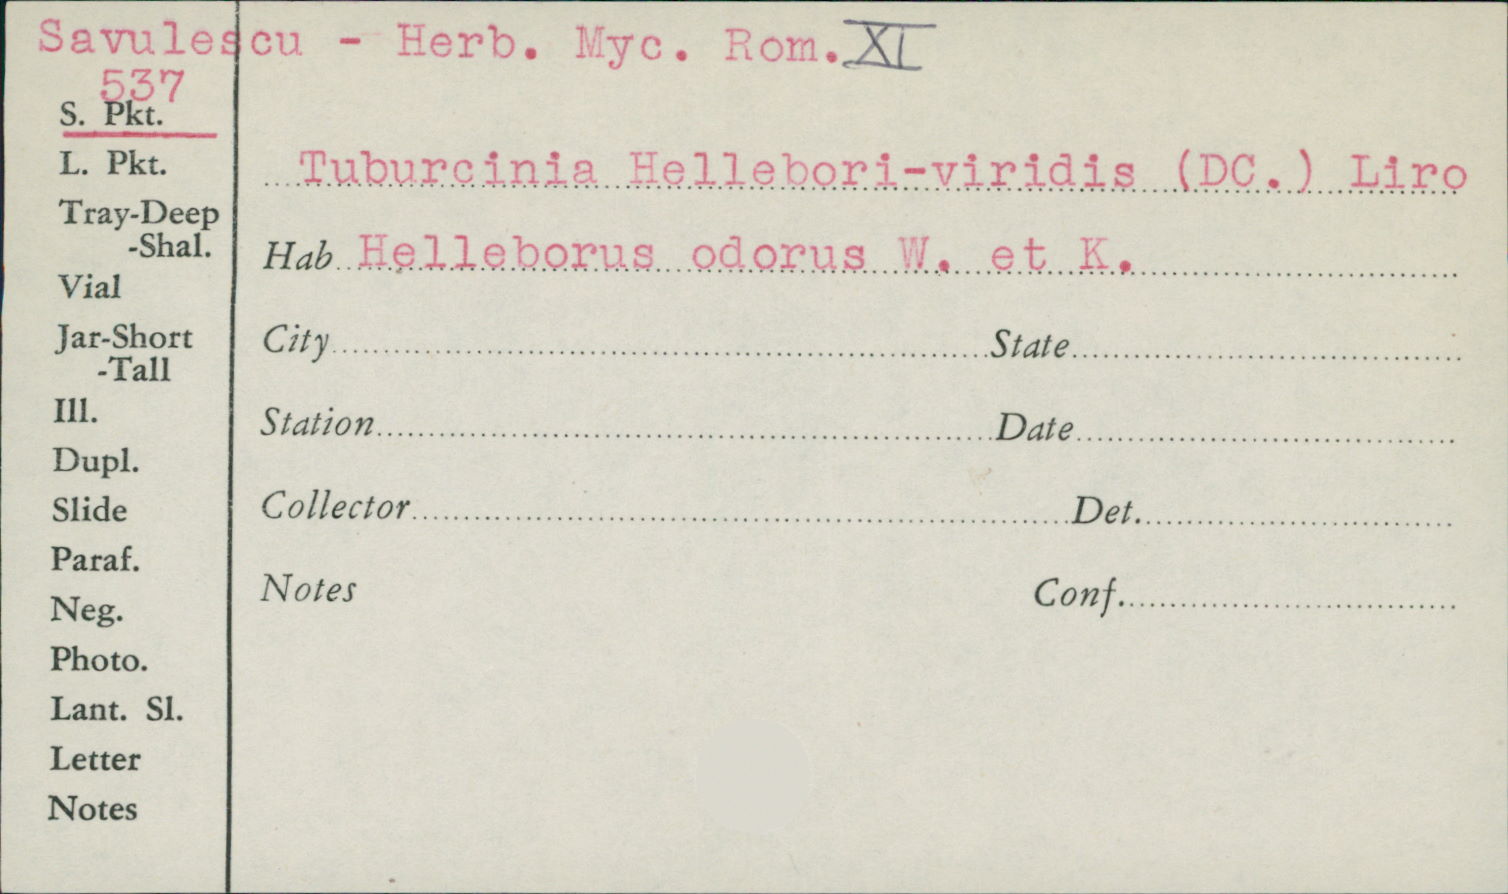 Savulescu - Herb. Myc. Rom. XI
537
S. Pkt.
L. Pkt.
Tray-Deep
-Shal.
Vial
Jar-Short
-Tall
Ill.
Dupl.
Slide
Paraf.
Neg.
Photo.
Lant. Sl.
Letter
Notes
Tuburcinia Hellebori-viridis (DC.) Liro
Hab Helleborus odorus W. et K.
City State
Station Date
Collector Det.
Notes Conf.